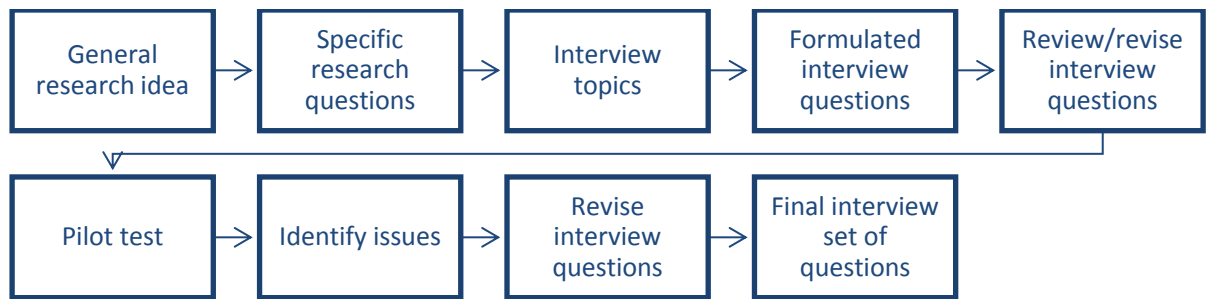 General
research idea
Specific
research
questions
Interview
topics
Formulated
interview
questions
Review/revise
interview
questions
Pilot test
Identify issues
Revise
interview
questions
Final interview
set of
questions